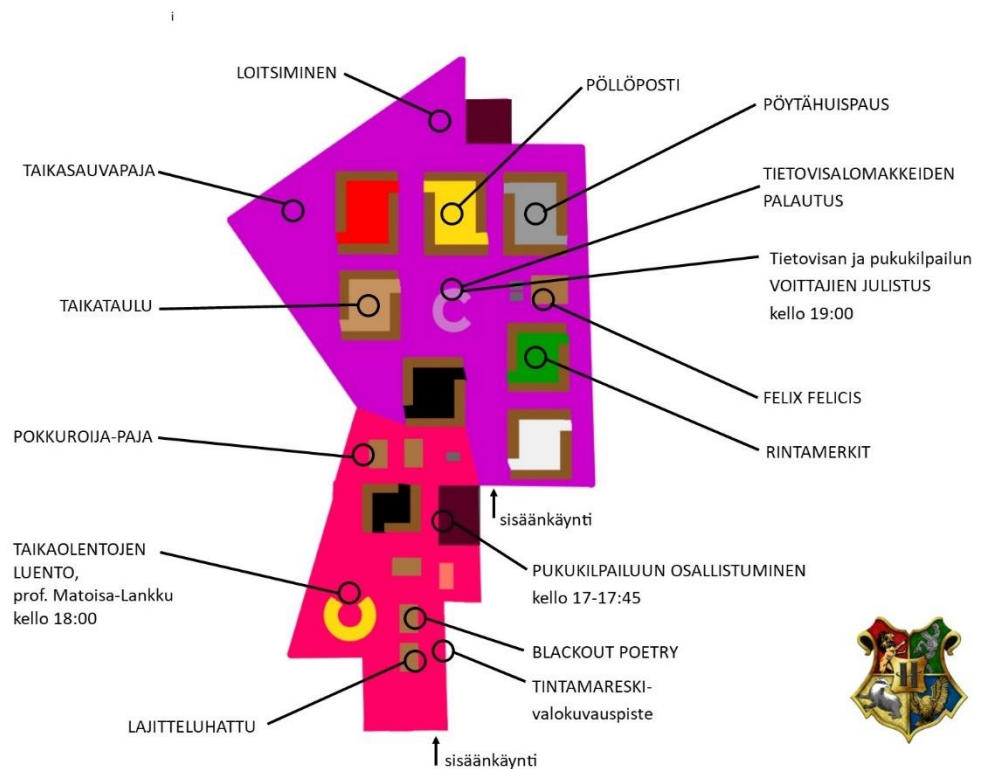 i
LOITSIMINEN
PÖLLÖPOSTI
PÖYTÄHUISPAUS
TAIKASAUVAPAJA
TIETOVISALOMAKKEIDEN
PALAUTUS
Tietovisan ja pukukilpailun
VOITTAJIEN JULISTUS
kello 19:00
TAIKATAULU
FELIX FELICIS
POKKUROIJA-PAJA
RINTAMERKIT
sisäänkäynti
TAIKAOLENTOJEN
LUENTO,
prof. Matoisa-Lankku
kello 18:00
PUKUKILPAILUUN OSALLISTUMINEN
kello 17-17:45
BLACKOUT POETRY
TINTAMARESKI-
valokuvauspiste
LAJITTELUHATTU
sisäänkäynti
H